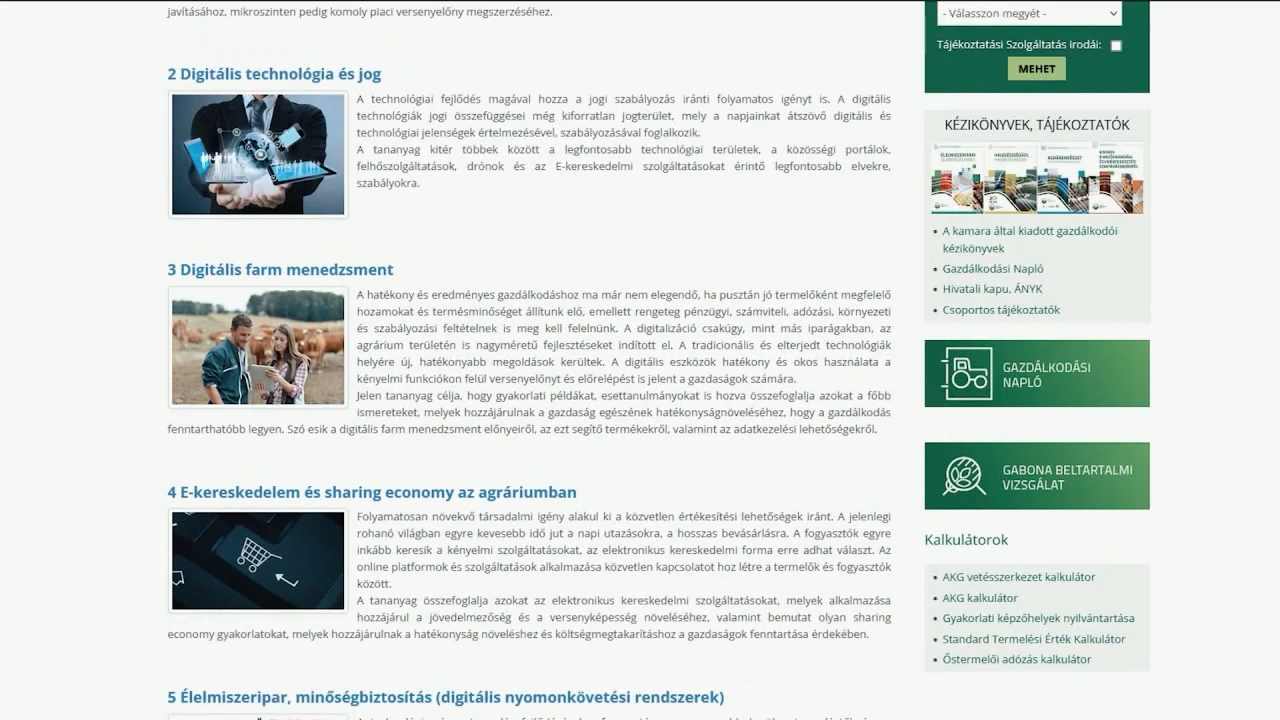 javításához, mikroszinten pedig komoly piaci versenyelőny megszerzéséhez.
2 Digitális technológia és jog
A technológiai fejlődés magával hozza a jogi szabályozás iránti folyamatos igényt is. A digitális
technológiák jogi összefüggései még kiforratlan jogterület, mely a napjainkat átszövő digitális és
technológiai jelenségek értelmezésével, szabályozásával foglalkozik.
A tananyag kitér többek között a legfontosabb technológiai területek, a közösségi portálok,
felhőszolgáltatások, drónok és az E-kereskedelmi szolgáltatásokat érintő legfontosabb elvekre,
szabályokra.
3 Digitális farm menedzsment
A hatékony és eredményes gazdálkodáshoz ma már nem elegendő, ha pusztán jó termelőként megfelelő
hozamokat és termésminőséget állítunk elő, emellett rengeteg pénzügyi, számviteli, adózási, környezeti
és szabályozási feltételnek is meg kell felelnünk. A digitalizáció csakúgy, mint más iparágakban, az
agrárium területén is nagyméretű fejlesztéseket indított el. A tradicionális és elterjedt technológiák
helyére új, hatékonyabb megoldások kerültek. A digitális eszközök hatékony és okos használata a
kényelmi funkciókon felül versenyelőnyt és előrelépést is jelent a gazdaságok számára.
Jelen tananyag célja, hogy gyakorlati példákat, esettanulmányokat is hozva összefoglalja azokat a főbb
ismereteket, melyek hozzájárulnak a gazdaság egészének hatékonyságnöveléséhez, hogy a gazdálkodás
fenntarthatóbb legyen. Szó esik a digitális farm menedzsment előnyeiről, az ezt segítő termékekről, valamint az adatkezelési lehetőségekről.
4 E-kereskedelem és sharing economy az agráriumban
Folyamatosan növekvő társadalmi igény alakul ki a közvetlen értékesítési lehetőségek iránt. A jelenlegi
rohanó világban egyre kevesebb idő jut a napi utazásokra, a hosszas bevásárlásra. A fogyasztók egyre
inkább keresik a kényelmi szolgáltatásokat, az elektronikus kereskedelmi forma erre adhat választ. Az
online platformok és szolgáltatások alkalmazása közvetlen kapcsolatot hoz létre a termelők és fogyasztók
között.
A tananyag összefoglalja azokat az elektronikus kereskedelmi szolgáltatásokat, melyek alkalmazása
hozzájárul a jövedelmezőség és a versenyképesség növeléséhez, valamint bemutat olyan sharing
economy gyakorlatokat, melyek hozzájárulnak a hatékonyság növeléshez és költségmegtakarításhoz a gazdaságok fenntartása érdekében.
5 Élelmiszeripar, minőségbiztosítás (digitális nyomonkövetési rendszerek)
- Válasszon megyét -
Tájékoztatási Szolgáltatás irodái:
MEHET
KÉZIKÖNYVEK, TÁJÉKOZTATÓK
• A kamara által kiadott gazdálkodói
kézikönyvek
• Gazdálkodási Napló
• Hivatali kapu, ÁNYK
• Csoportos tájékoztatók
GAZDÁLKODÁSI
NAPLÓ
GABONA BELTARTALMI
VIZSGÁLAT
Kalkulátorok
• AKG vetésszerkezet kalkulátor
• AKG kalkulátor
• Gyakorlati képzőhelyek nyilvántartása
• Standard Termelési Érték Kalkulátor
• Őstermelői adózás kalkulátor